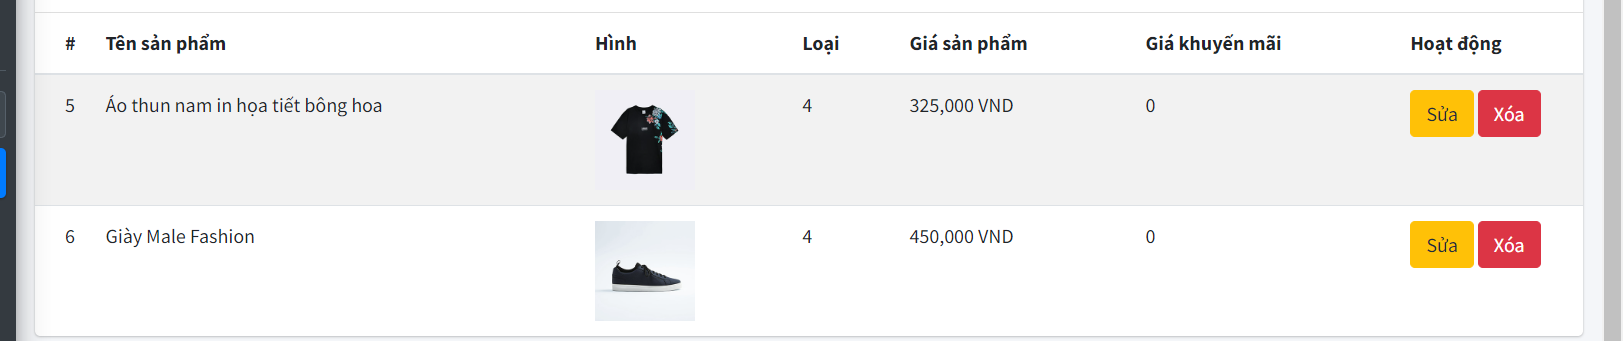 # Tên sản phẩm Hình Loại Giá sản phẩm Giá khuyến mãi Hoạt động
5 Áo thun nam in họa tiết bông hoa 4 325,000 VND 0 Sửa Xóa
6 Giày Male Fashion 4 450,000 VND 0 Sửa Xóa